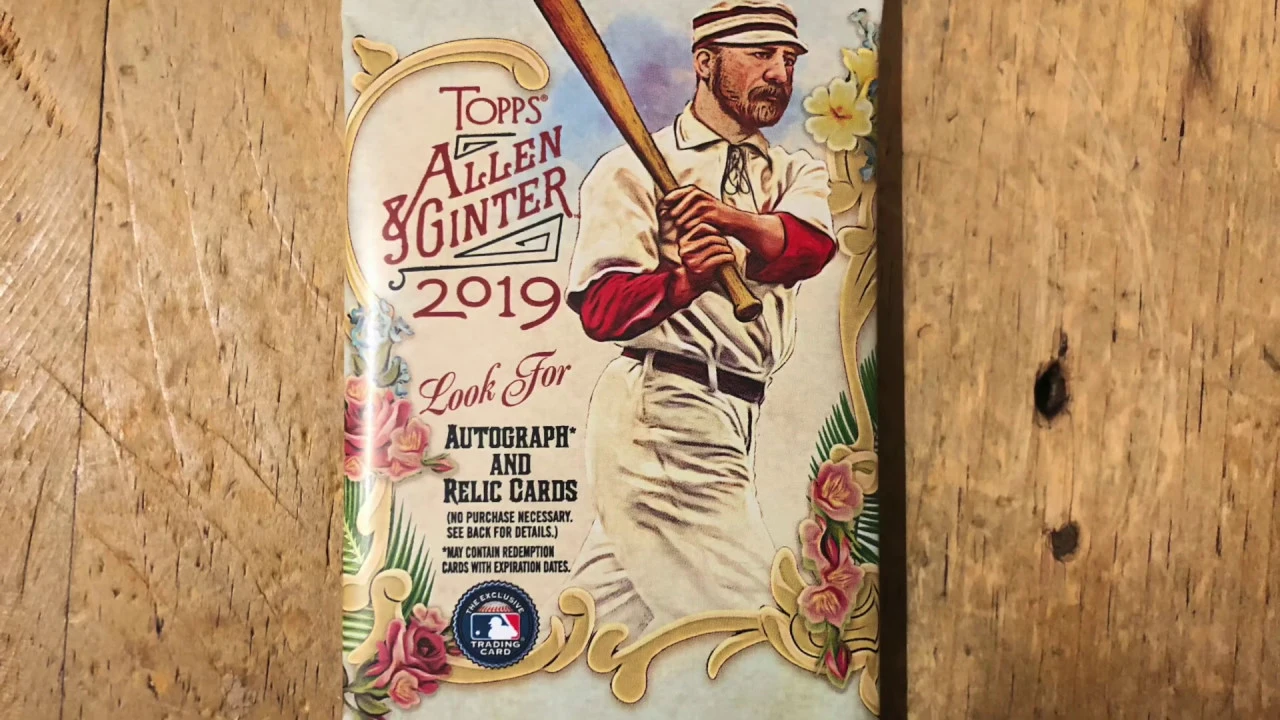 TOPPS®
ALLEN
& GINTER
2019
Look For
AUTOGRAPH*
AND
RELIC CARDS
(NO PURCHASE NECESSARY.
SEE BACK FOR DETAILS.)
*MAY CONTAIN REDEMPTION
CARDS WITH EXPIRATION DATES.
THE EXCLUSIVE
TRADING
CARD